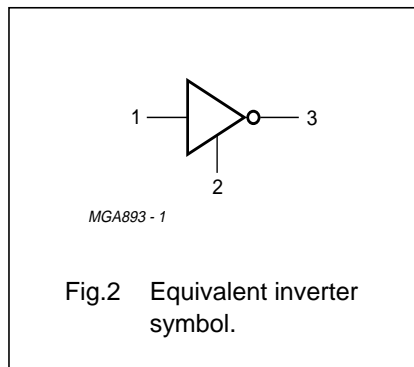 1
3
2
MGA893 - 1
Fig.2 Equivalent inverter
symbol.